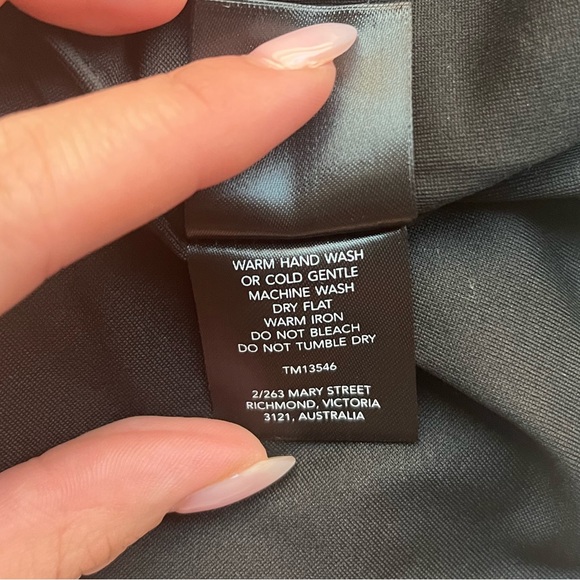 WARM HAND WASH
OR COLD GENTLE
MACHINE WASH
DRY FLAT
WARM IRON
DO NOT BLEACH
DO NOT TUMBLE DRY
TM13546
2/263 MARY STREET
RICHMOND, VICTORIA
3121, AUSTRALIA